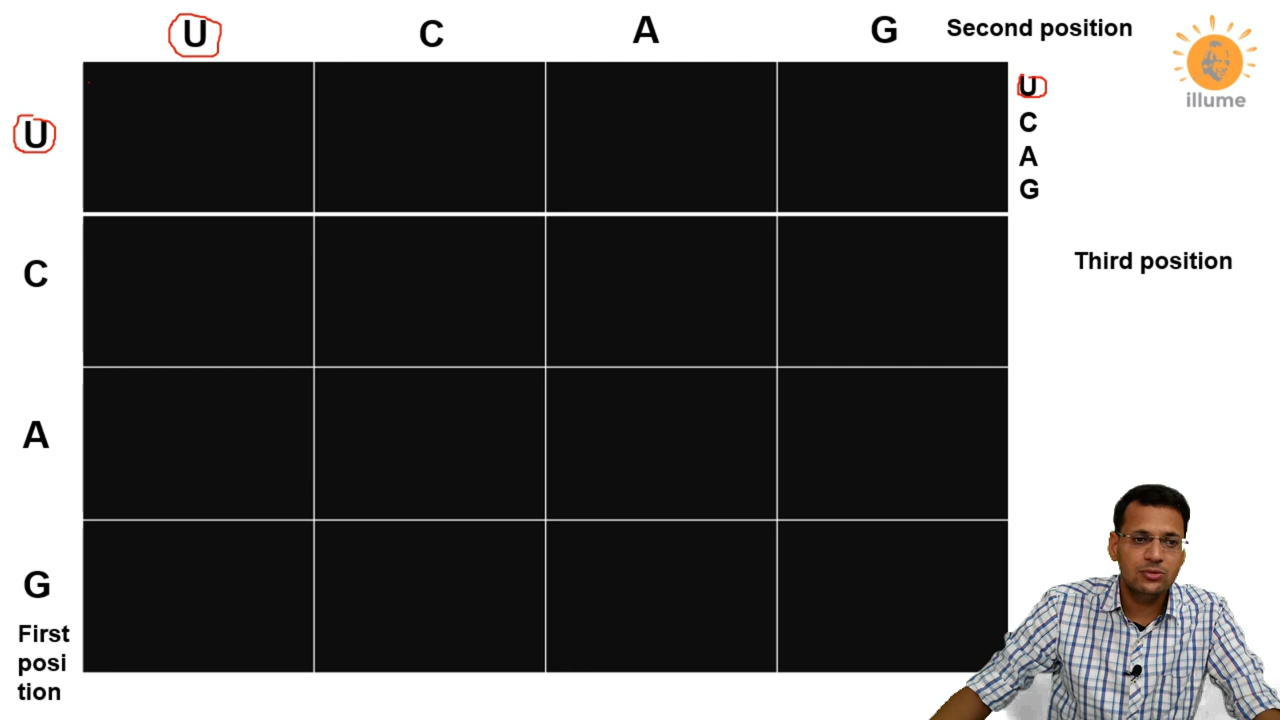 U C A G Second position
illume
U
U
C
A
G
C
Third position
A
G
First
posi
tion